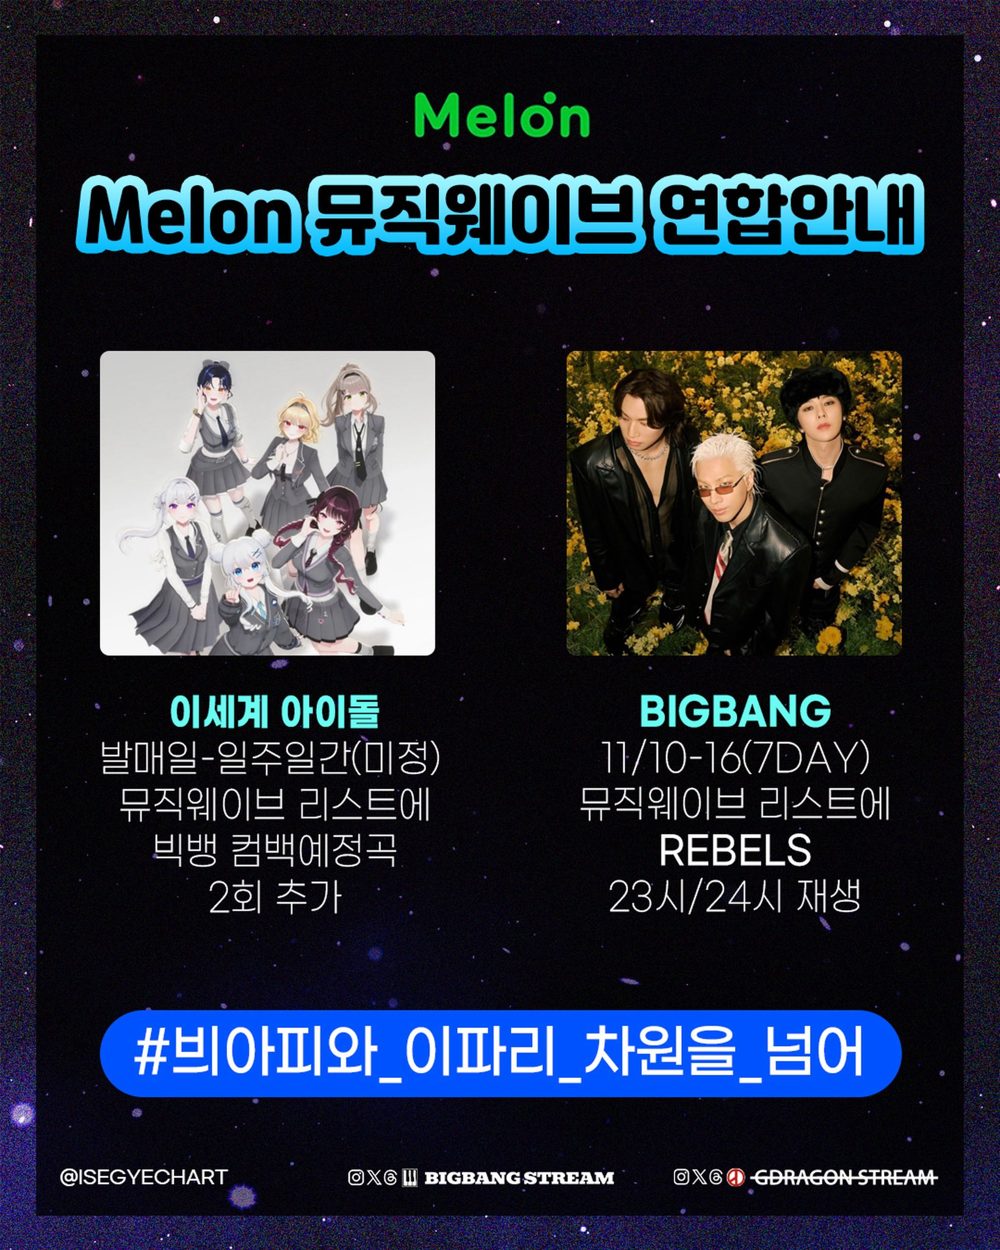 Melon
Melon 뮤직웨이브 연합안내
이세계 아이돌
발매일-일주일간(미정)
뮤직웨이브 리스트에
빅뱅 컴백예정곡
2회 추가
BIGBANG
11/10-16(7DAY)
뮤직웨이브 리스트에
REBELS
23시/24시 재생
#븨아피와_이파리_차원을_넘어
@ISEGYECHART
BIGBANG STREAM
GDRAGON STREAM